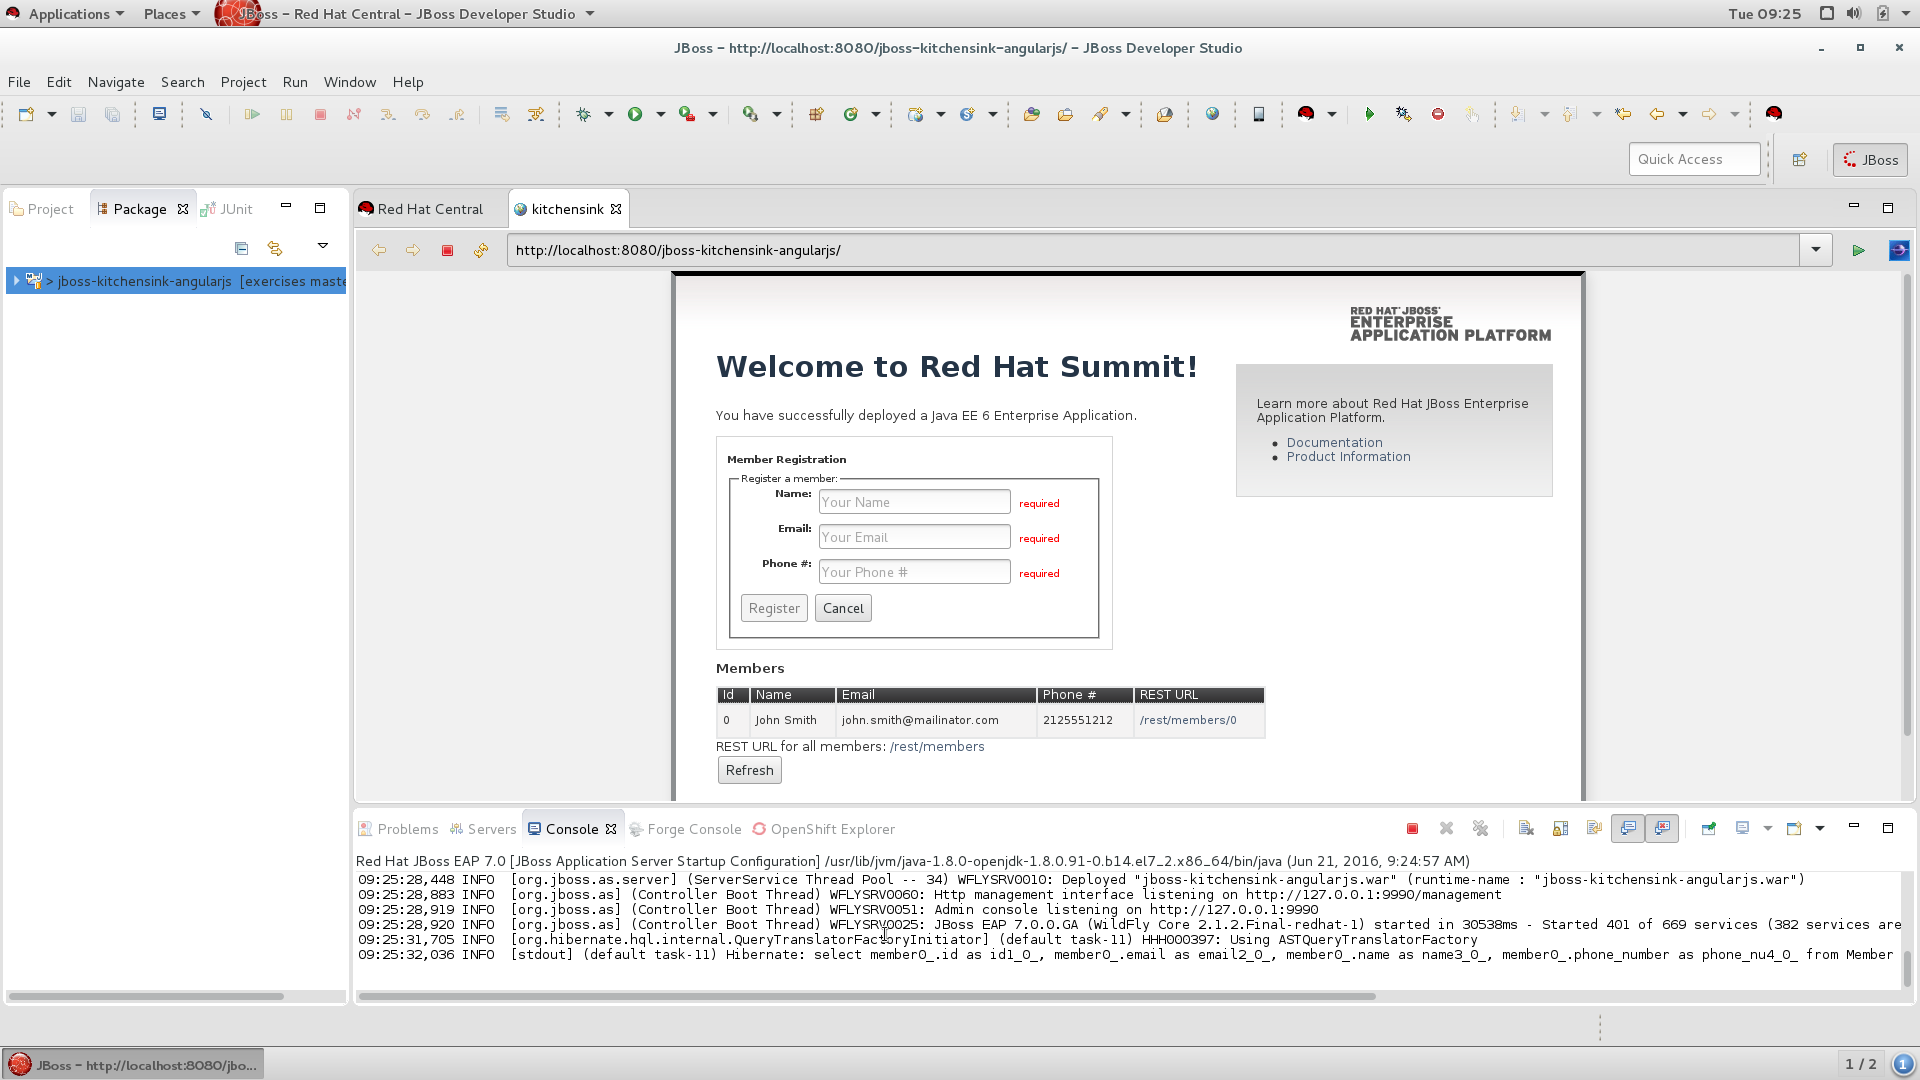 Applications Places JBoss – Red Hat Central – JBoss Developer Studio Tue 09:25
JBoss – http://localhost:8080/jboss-kitchensink-angularjs/ – JBoss Developer Studio
File Edit Navigate Search Project Run Window Help
Quick Access JBoss
Project Package JUnit Red Hat Central kitchensink
http://localhost:8080/jboss-kitchensink-angularjs/
> jboss-kitchensink-angularjs [exercises maste
RED HAT JBOSS
ENTERPRISE
APPLICATION PLATFORM
Welcome to Red Hat Summit!
You have successfully deployed a Java EE 6 Enterprise Application.
Learn more about Red Hat JBoss Enterprise
Application Platform.
Documentation
Product Information
Member Registration
Register a member:
Name: Your Name required
Email: Your Email required
Phone #: Your Phone # required
Register Cancel
Members
Id Name Email Phone # REST URL
0 John Smith john.smith@mailinator.com 2125551212 /rest/members/0
REST URL for all members: /rest/members
Refresh
Problems Servers Console Forge Console OpenShift Explorer
Red Hat JBoss EAP 7.0 [JBoss Application Server Startup Configuration] /usr/lib/jvm/java-1.8.0-openjdk-1.8.0.91-0.b14.el7_2.x86_64/bin/java (Jun 21, 2016, 9:24:57 AM)
09:25:28,448 INFO [org.jboss.as.server] (ServerService Thread Pool -- 34) WFLYSRV0010: Deployed "jboss-kitchensink-angularjs.war" (runtime-name : "jboss-kitchensink-angularjs.war")
09:25:28,883 INFO [org.jboss.as] (Controller Boot Thread) WFLYSRV0060: Http management interface listening on http://127.0.0.1:9990/management
09:25:28,919 INFO [org.jboss.as] (Controller Boot Thread) WFLYSRV0051: Admin console listening on http://127.0.0.1:9990
09:25:28,920 INFO [org.jboss.as] (Controller Boot Thread) WFLYSRV0025: JBoss EAP 7.0.0.GA (WildFly Core 2.1.2.Final-redhat-1) started in 30538ms - Started 401 of 669 services (382 services are
09:25:31,705 INFO [org.hibernate.hql.internal.QueryTranslatorFactoryInitiator] (default task-11) HHH000397: Using ASTQueryTranslatorFactory
09:25:32,036 INFO [stdout] (default task-11) Hibernate: select member0_.id as id1_0_, member0_.email as email2_0_, member0_.name as name3_0_, member0_.phone_number as phone_nu4_0_ from Member
JBoss – http://localhost:8080/jbo... 1 / 2 1